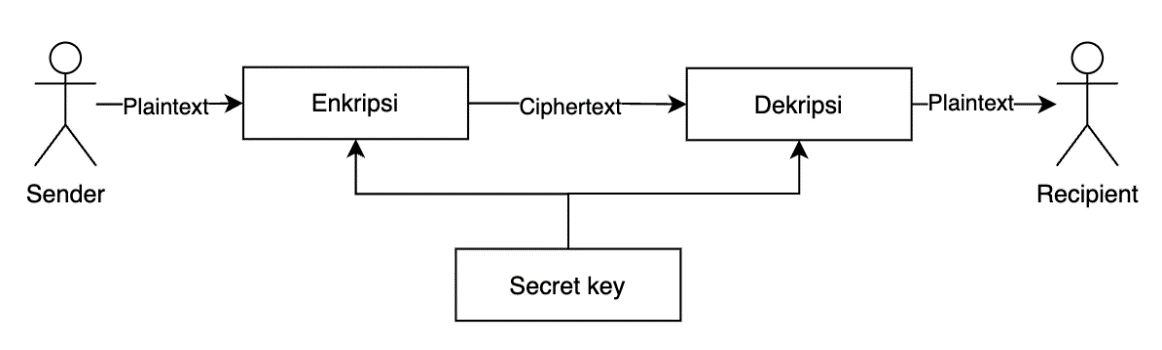 Plaintext
Enkripsi
Ciphertext
Dekripsi
Plaintext
Sender
Recipient
Secret key